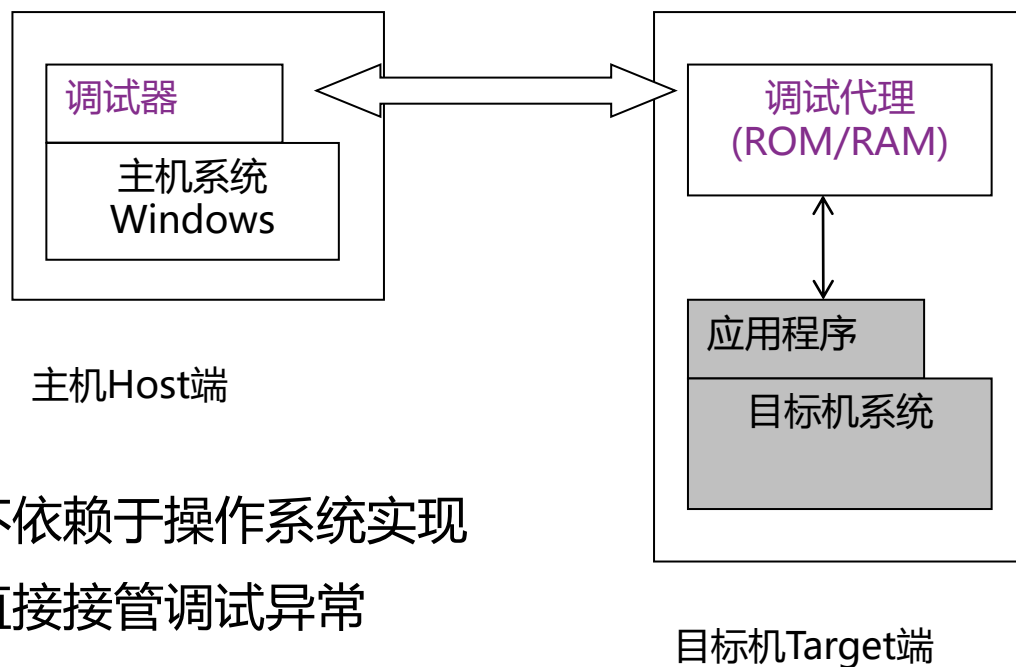 调试器
主机系统
Windows
调试代理
(ROM/RAM)
应用程序
目标机系统
主机Host端
不依赖于操作系统实现
直接接管调试异常
目标机Target端